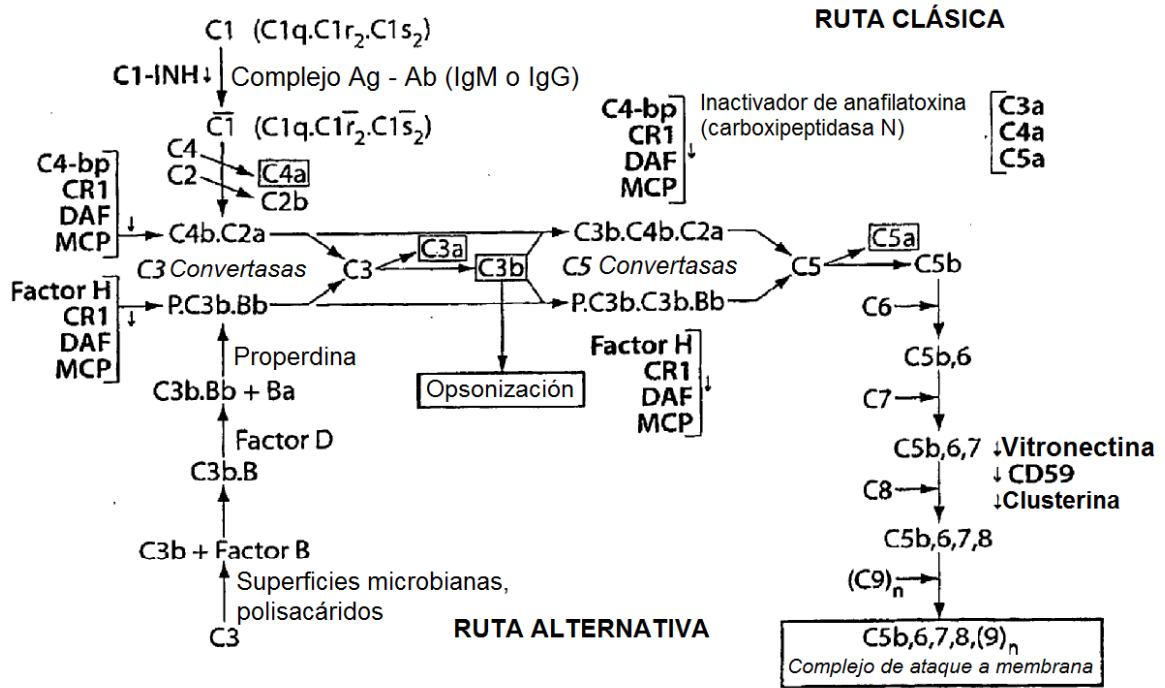 RUTA CLÁSICA
C1 (C1q.C1r₂.C1s₂)
C1-INH↓
Complejo Ag - Ab (IgM o IgG)
C1̅ (C1q.C1r̅₂.C1s̅₂)
C4
C2
C4a
C2b
C4-bp
CR1
DAF ↓
MCP
C4b.C2a
C3 Convertasas
Factor H
CR1
DAF ↓
MCP
P.C3b.Bb
Properdina
C3b.Bb + Ba
Factor D
C3b.B
C3b + Factor B
Superficies microbianas,
polisacáridos
C3
RUTA ALTERNATIVA
C3
C3a
C3b
Opsonización
C4-bp
CR1
DAF ↓
MCP
Inactivador de anafilatoxina
(carboxipeptidasa N)
C3a
C4a
C5a
C3b.C4b.C2a
C5 Convertasas
P.C3b.C3b.Bb
Factor H
CR1
DAF ↓
MCP
C5
C5a
C5b
C6
C5b,6
C7
C5b,6,7
↓Vitronectina
↓CD59
↓Clusterina
C8
C5b,6,7,8
(C9)ₙ
C5b,6,7,8,(9)ₙ
Complejo de ataque a membrana